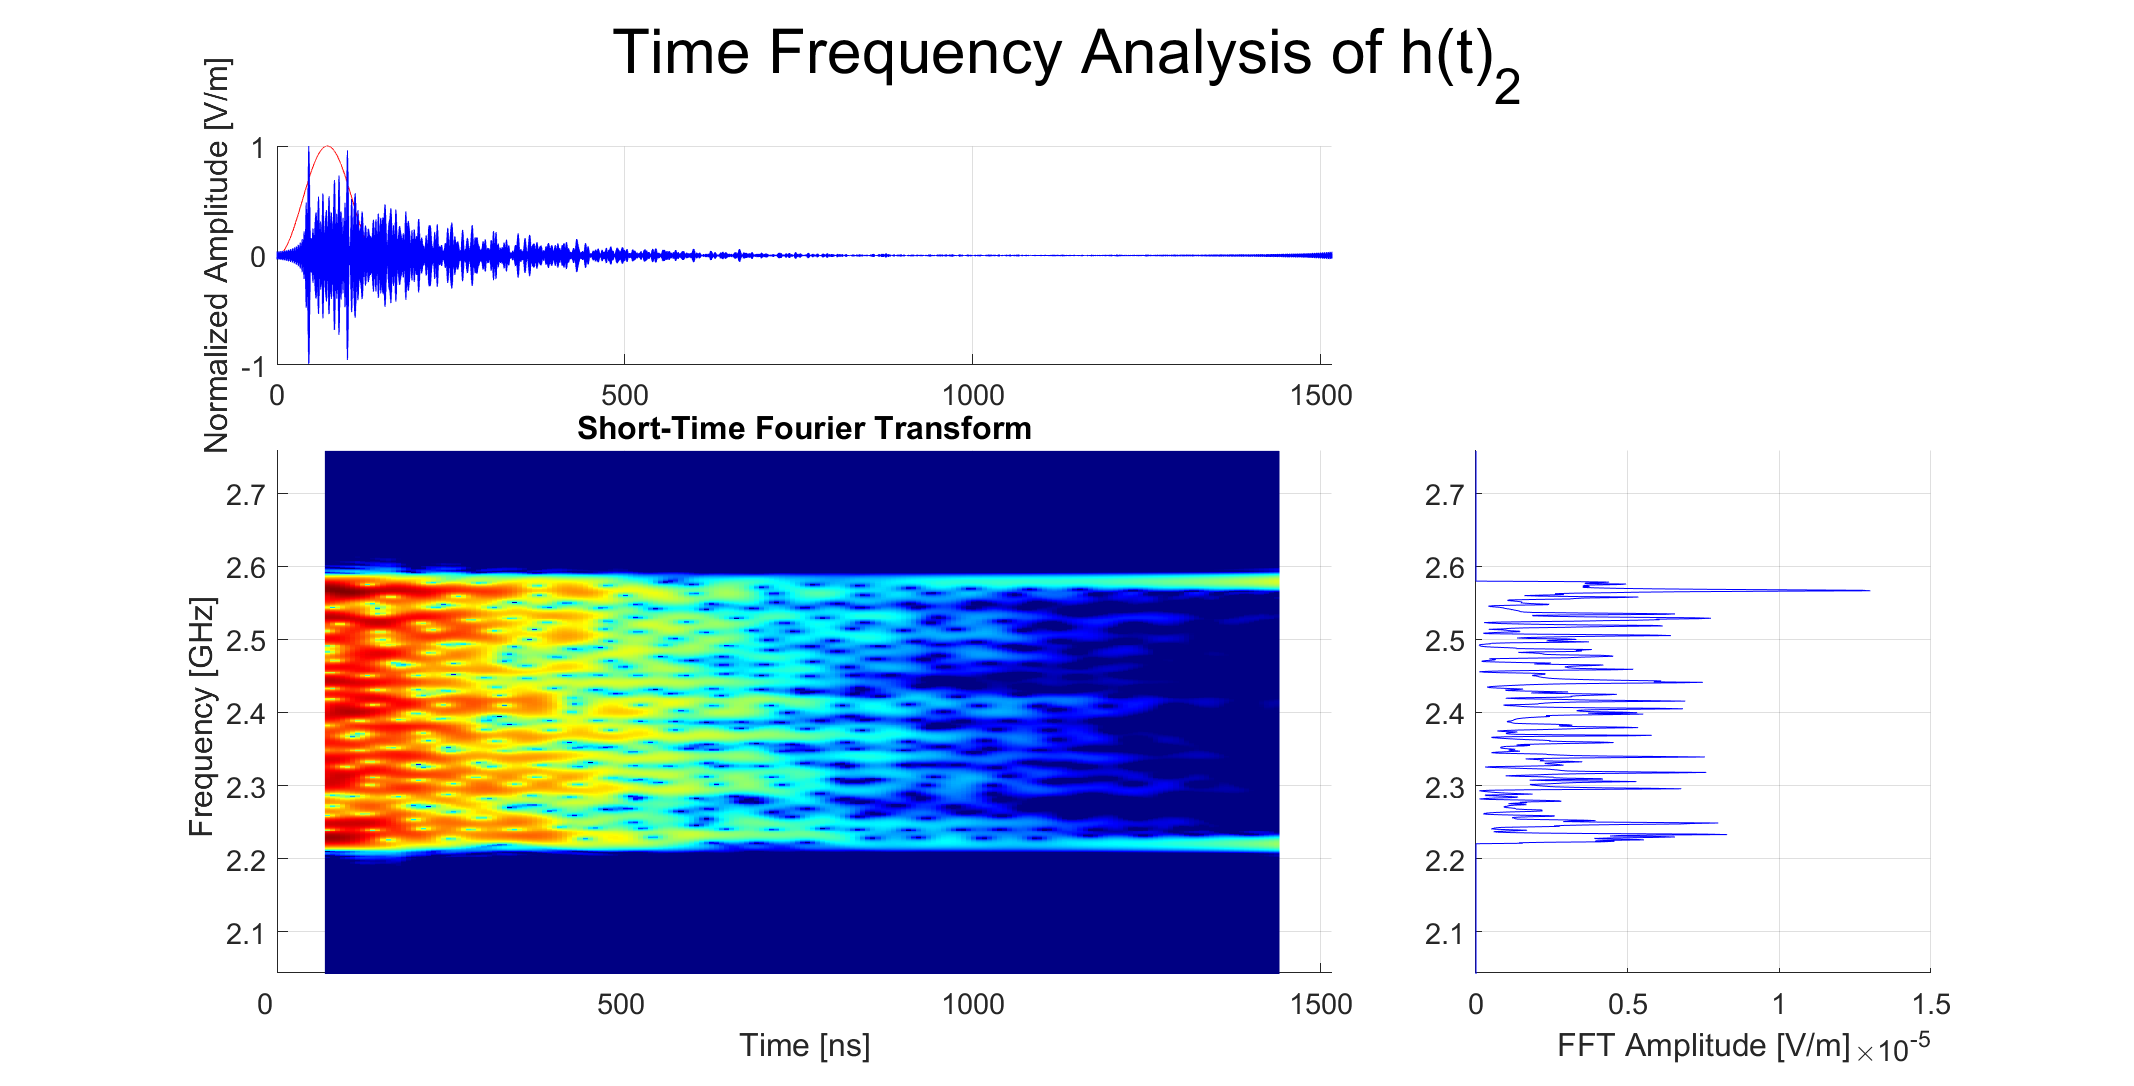 Time Frequency Analysis of h(t)₂
Normalized Amplitude [V/m]
1
0
-1
0 500 1000 1500
Short-Time Fourier Transform
Frequency [GHz]
2.7
2.6
2.5
2.4
2.3
2.2
2.1
0 500 1000 1500
Time [ns]
2.7
2.6
2.5
2.4
2.3
2.2
2.1
0 0.5 1 1.5
FFT Amplitude [V/m] ×10⁻⁵